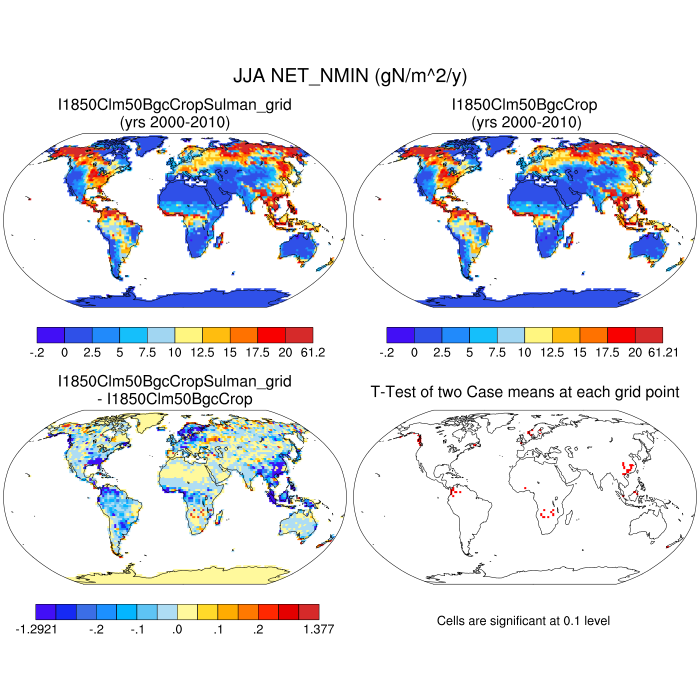 JJA NET_NMIN (gN/m^2/y)
I1850Clm50BgcCropSulman_grid
(yrs 2000-2010)
I1850Clm50BgcCrop
(yrs 2000-2010)
-.2 0 2.5 5 7.5 10 12.5 15 17.5 20 61.2
-.2 0 2.5 5 7.5 10 12.5 15 17.5 20 61.21
I1850Clm50BgcCropSulman_grid
- I1850Clm50BgcCrop
T-Test of two Case means at each grid point
-1.2921 -.2 -.1 .0 .1 .2 1.377
Cells are significant at 0.1 level